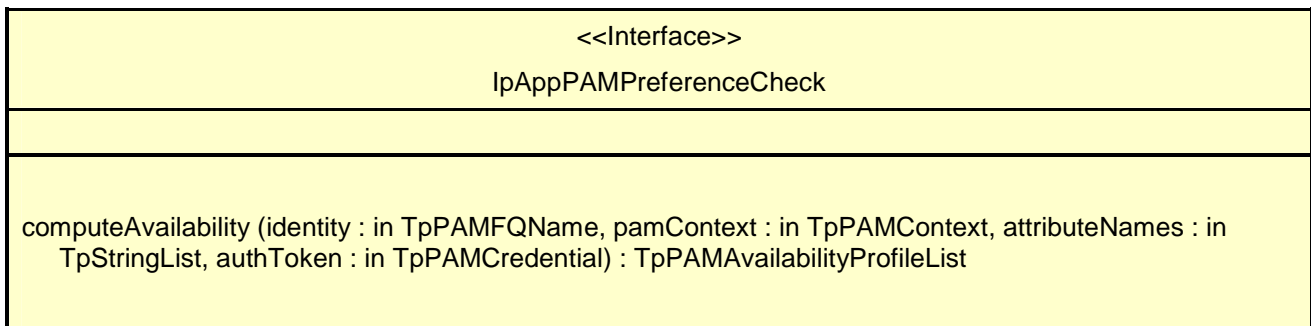 <<Interface>>
IpAppPAMPreferenceCheck
computeAvailability (identity : in TpPAMFQName, pamContext : in TpPAMContext, attributeNames : in
TpStringList, authToken : in TpPAMCredential) : TpPAMAvailabilityProfileList